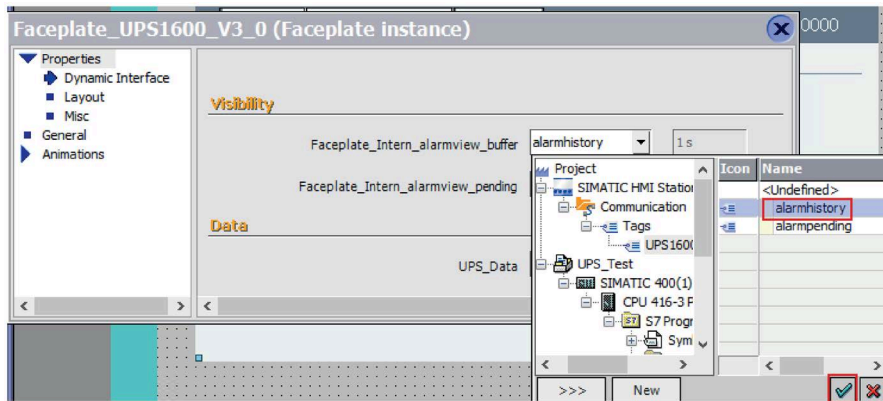 Faceplate_UPS1600_V3_0 (Faceplate instance)
0000
Properties
Dynamic Interface
Layout
Misc
General
Animations
Visibility
Faceplate_Intern_alarmview_buffer
alarmhistory
1 s
Faceplate_Intern_alarmview_pending
Data
UPS_Data
Project
SIMATIC HMI Station
Communication
Tags
UPS160
UPS_Test
SIMATIC 400(1)
CPU 416-3 F
S7 Progr
Sym
Icon
Name
<Undefined>
alarmhistory
alarmpending
>>>
New